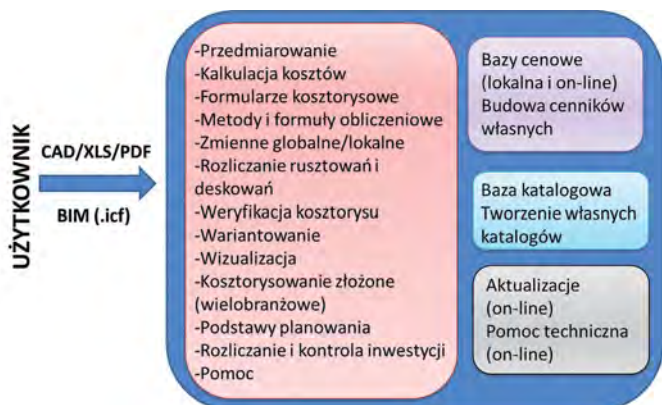 UŻYTKOWNIK
CAD/XLS/PDF
BIM (.icf)
-Przedmiarowanie
-Kalkulacja kosztów
-Formularze kosztorysowe
-Metody i formuły obliczeniowe
-Zmienne globalne/lokalne
-Rozliczanie rusztowań i
deskowań
-Weryfikacja kosztorysu
-Wariantowanie
-Wizualizacja
-Kosztorysowanie złożone
(wielobranżowe)
-Podstawy planowania
-Rozliczanie i kontrola inwestycji
-Pomoc
Bazy cenowe
(lokalna i on-line)
Budowa cenników
własnych
Baza katalogowa
Tworzenie własnych
katalogów
Aktualizacje
(on-line)
Pomoc techniczna
(on-line)